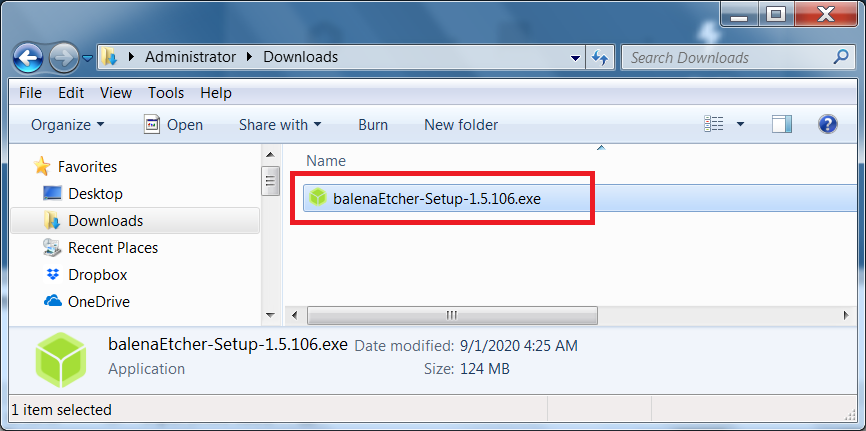 Administrator Downloads
Search Downloads
File Edit View Tools Help
Organize Open Share with Burn New folder
Favorites
Desktop
Downloads
Recent Places
Dropbox
OneDrive
Name
balenaEtcher-Setup-1.5.106.exe
balenaEtcher-Setup-1.5.106.exe Date modified: 9/1/2020 4:25 AM
Application Size: 124 MB
1 item selected